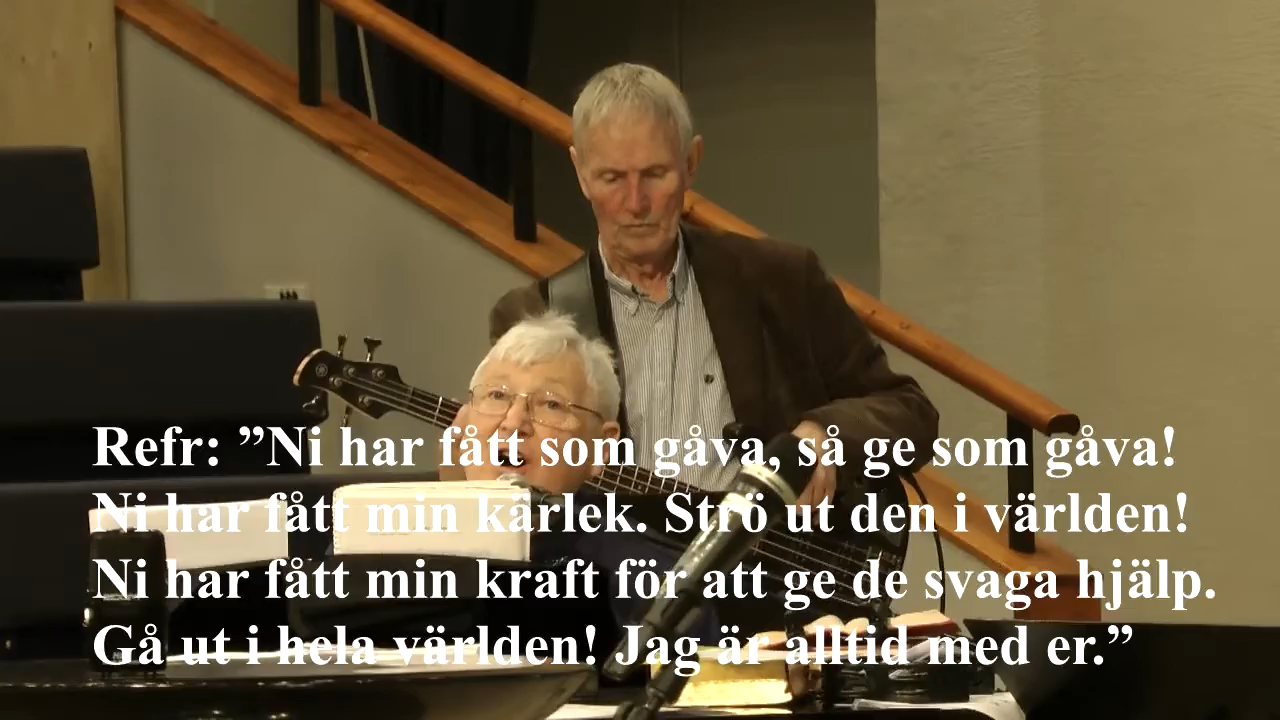 Refr: ”Ni har fått som gåva, så ge som gåva!
Ni har fått min kärlek. Strö ut den i världen!
Ni har fått min kraft för att ge de svaga hjälp.
Gå ut i hela världen! Jag är alltid med er.”